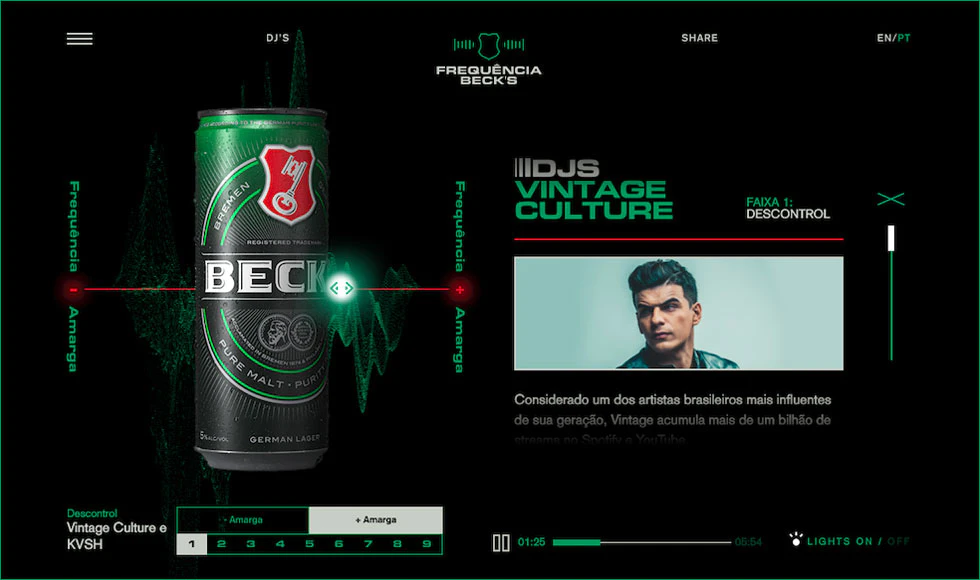 DJ'S
FREQUÊNCIA
BECK'S
SHARE
EN/PT
Frequência
- Amarga
BREMEN
REGISTERED TRADEMARK
BECK
PURE MALT · PURITY
5%ALC/VOL
GERMAN LAGER
Frequência
+ Amarga
DJS
VINTAGE
CULTURE
FAIXA 1:
DESCONTROL
Considerado um dos artistas brasileiros mais influentes
de sua geração, Vintage acumula mais de um bilhão de
streams no Spotify e YouTube
Descontrol
Vintage Culture e
KVSH
- Amarga
+ Amarga
1 2 3 4 5 6 7 8 9
01:25
05:54
LIGHTS ON / OFF